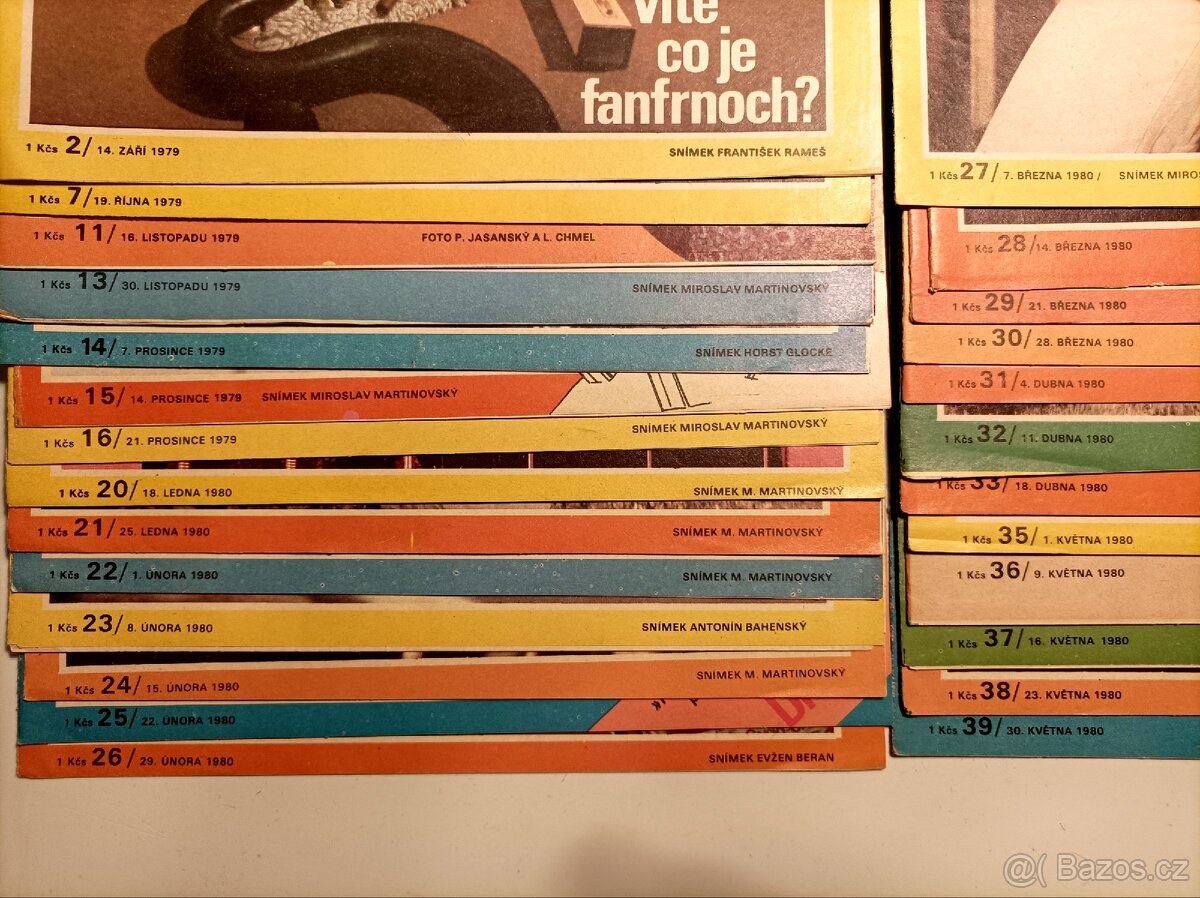 víte
co je
fanfrnoch?
1 Kčs 2/ 14. ZÁŘÍ 1979 SNÍMEK FRANTIŠEK RAMEŠ
1 Kčs 7/ 19. ŘÍJNA 1979
1 Kčs 11/ 16. LISTOPADU 1979 FOTO P. JASANSKÝ A L. CHMEL
1 Kčs 13/ 30. LISTOPADU 1979 SNÍMEK MIROSLAV MARTINOVSKÝ
1 Kčs 14/ 7. PROSINCE 1979 SNÍMEK HORST GLOCKE
1 Kčs 15/ 14. PROSINCE 1979 SNÍMEK MIROSLAV MARTINOVSKÝ
1 Kčs 16/ 21. PROSINCE 1979 SNÍMEK MIROSLAV MARTINOVSKÝ
1 Kčs 20/ 18. LEDNA 1980 SNÍMEK M. MARTINOVSKÝ
1 Kčs 21/ 25. LEDNA 1980 SNÍMEK M. MARTINOVSKÝ
1 Kčs 22/ 1. ÚNORA 1980 SNÍMEK M. MARTINOVSKÝ
1 Kčs 23/ 8. ÚNORA 1980 SNÍMEK ANTONÍN BAHENSKÝ
1 Kčs 24/ 15. ÚNORA 1980 SNÍMEK M. MARTINOVSKÝ
1 Kčs 25/ 22. ÚNORA 1980
1 Kčs 26/ 29. ÚNORA 1980 SNÍMEK EVŽEN BERAN
1 Kčs 27/ 7. BŘEZNA 1980/ SNÍMEK MIROS
1 Kčs 28/ 14. BŘEZNA 1980
1 Kčs 29/ 21. BŘEZNA 1980
1 Kčs 30/ 28. BŘEZNA 1980
1 Kčs 31/ 4. DUBNA 1980
1 Kčs 32/ 11. DUBNA 1980
1 Kčs 33/ 18. DUBNA 1980
1 Kčs 35/ 1. KVĚTNA 1980
1 Kčs 36/ 9. KVĚTNA 1980
1 Kčs 37/ 16. KVĚTNA 1980
1 Kčs 38/ 23. KVĚTNA 1980
1 Kčs 39/ 30. KVĚTNA 1980
@( Bazos.cz